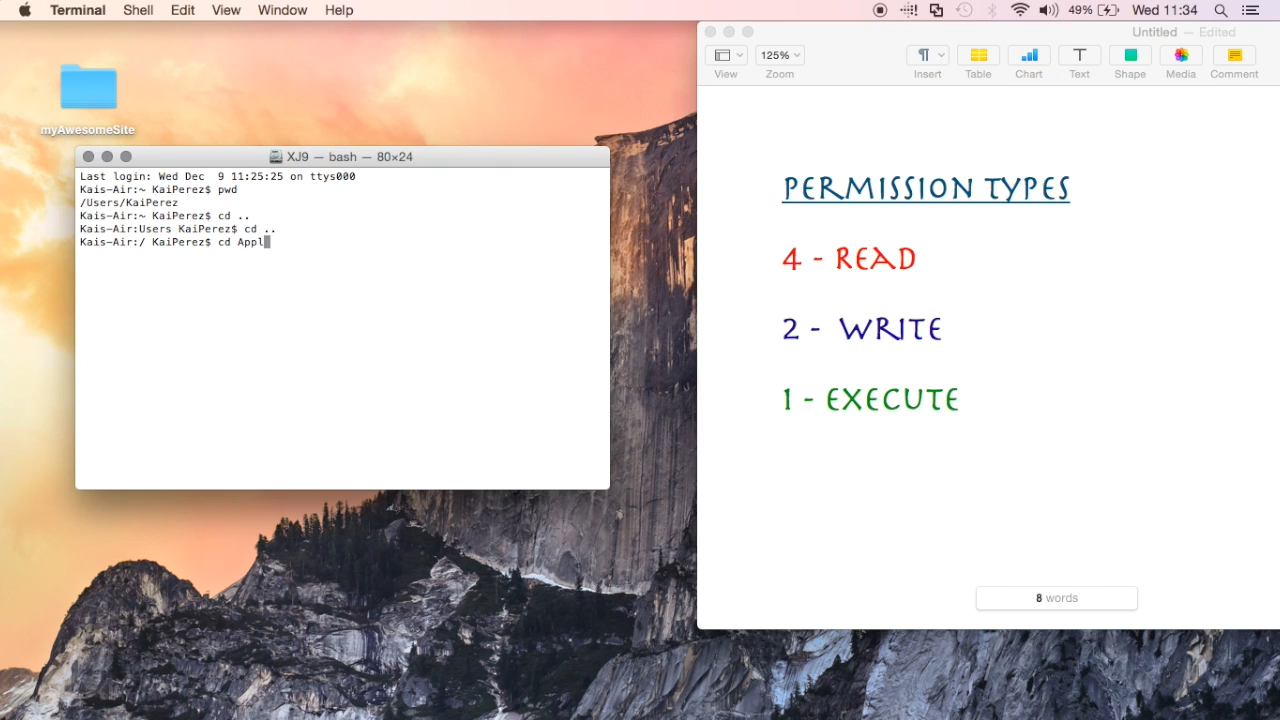 Terminal Shell Edit View Window Help 49% Wed 11:34
myAwesomeSite
XJ9 — bash — 80×24
Last login: Wed Dec  9 11:25:25 on ttys000
Kais-Air:~ KaiPerez$ pwd
/Users/KaiPerez
Kais-Air:~ KaiPerez$ cd ..
Kais-Air:Users KaiPerez$ cd ..
Kais-Air:/ KaiPerez$ cd Appl
Untitled — Edited
125%
View Zoom Insert Table Chart Text Shape Media Comment
PERMISSION TYPES
4 - READ
2 - WRITE
1 - EXECUTE
8 words